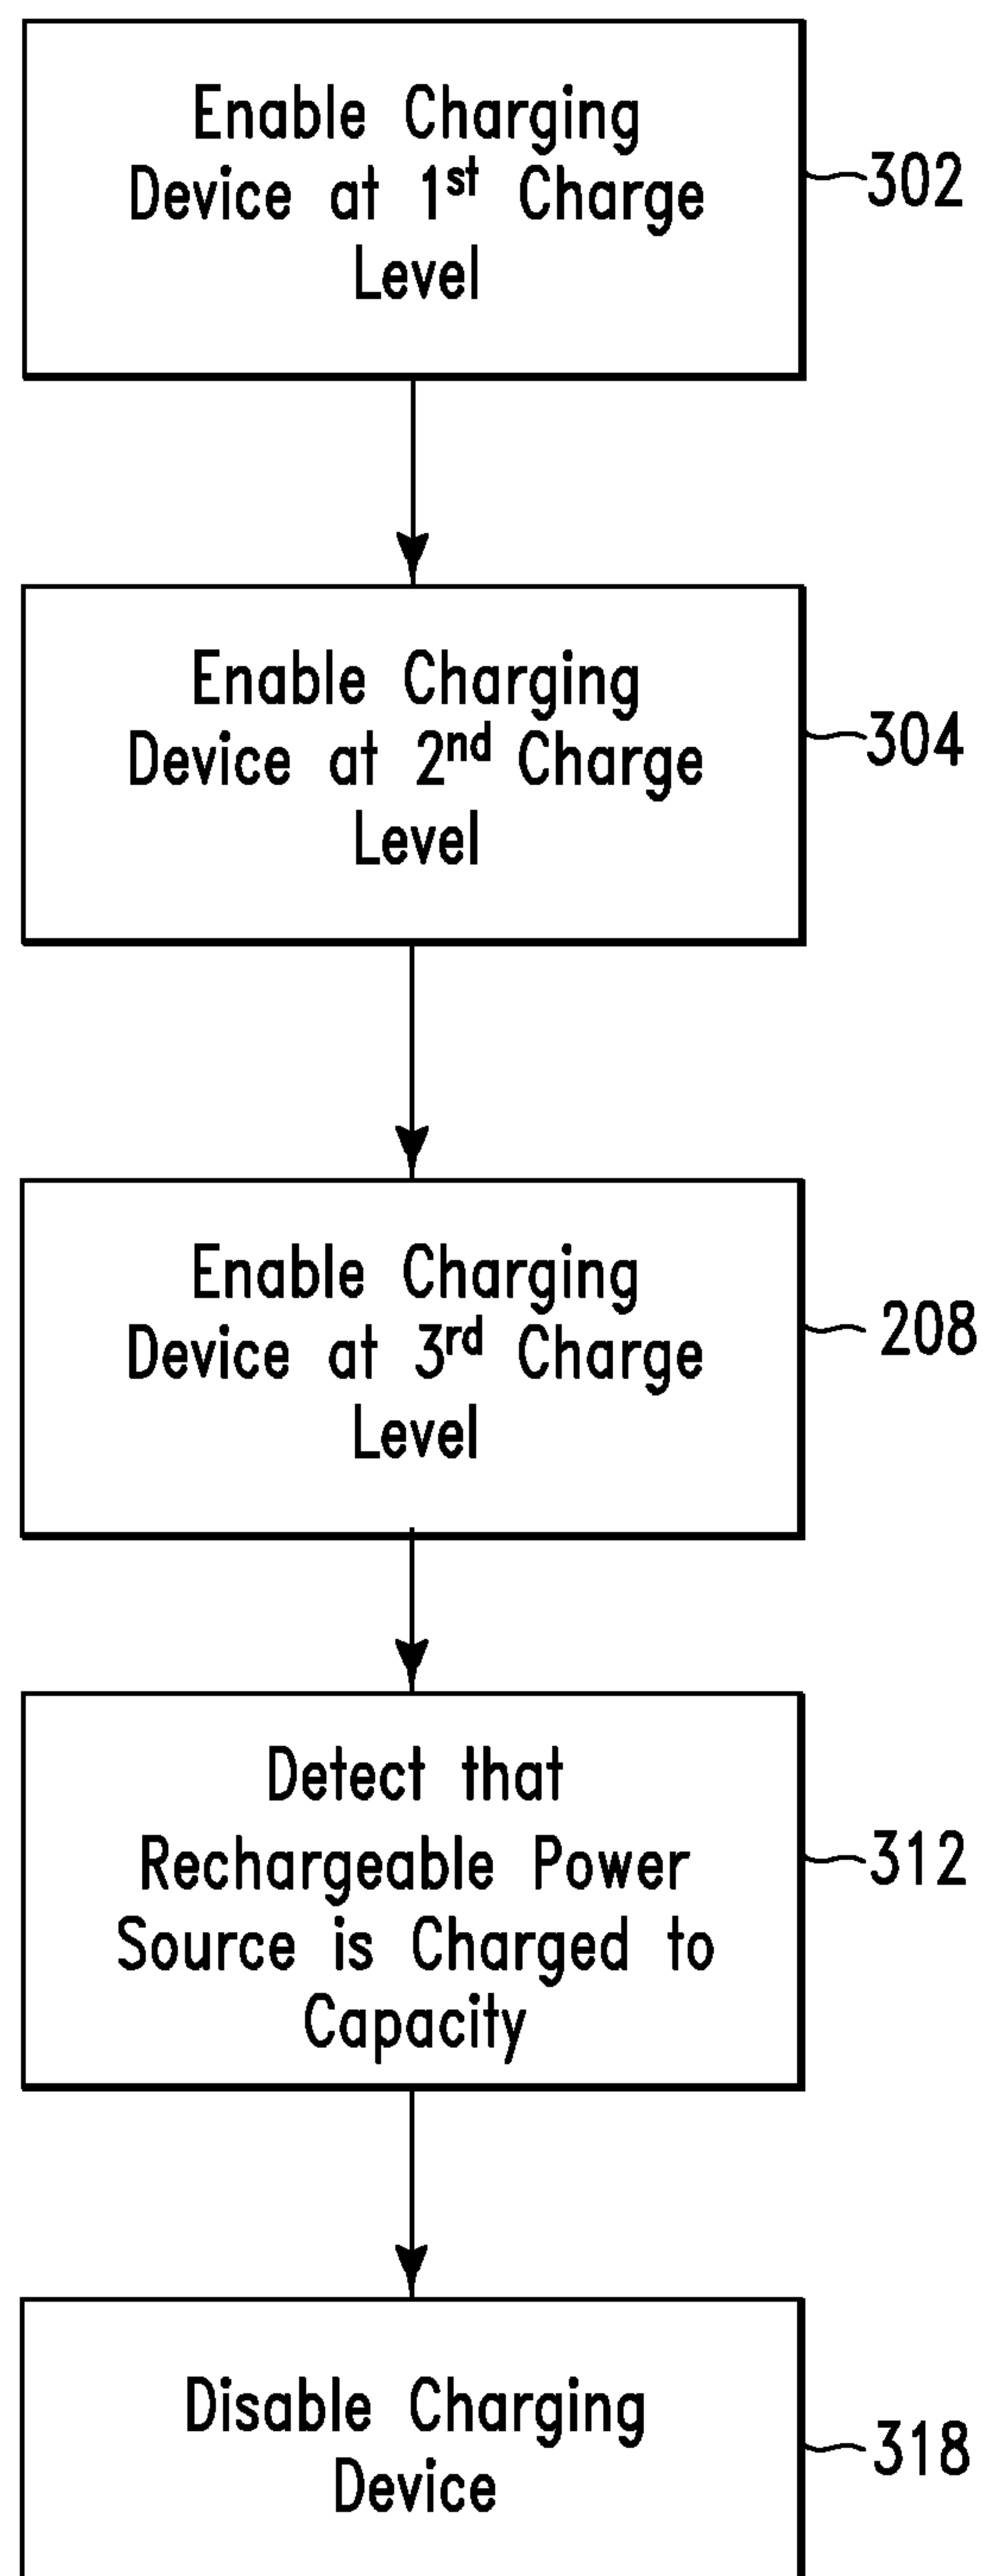 Enable Charging
Device at 1st Charge
Level
302
Enable Charging
Device at 2nd Charge
Level
304
Enable Charging
Device at 3rd Charge
Level
208
Detect that
Rechargeable Power
Source is Charged to
Capacity
312
Disable Charging
Device
318